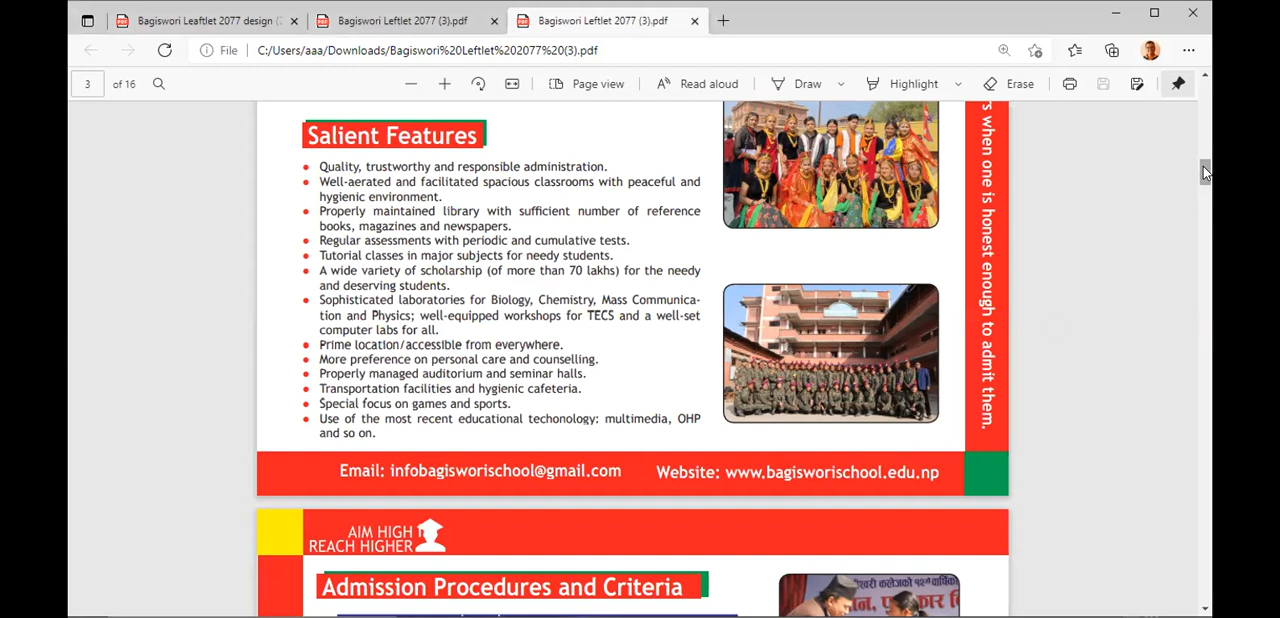 Bagiswori Leaftlet 2077 design (
Bagiswori Leftlet 2077 (3).pdf
Bagiswori Leftlet 2077 (3).pdf
File
C:/Users/aaa/Downloads/Bagiswori%20Leftlet%202077%20(3).pdf
3 of 16
Page view
Read aloud
Draw
Highlight
Erase
Salient Features
• Quality, trustworthy and responsible administration.
• Well-aerated and facilitated spacious classrooms with peaceful and
hygienic environment.
• Properly maintained library with sufficient number of reference
books, magazines and newspapers.
• Regular assessments with periodic and cumulative tests.
• Tutorial classes in major subjects for needy students.
• A wide variety of scholarship (of more than 70 lakhs) for the needy
and deserving students.
• Sophisticated laboratories for Biology, Chemistry, Mass Communica-
tion and Physics; well-equipped workshops for TECS and a well-set
computer labs for all.
• Prime location/accessible from everywhere.
• More preference on personal care and counselling.
• Properly managed auditorium and seminar halls.
• Transportation facilities and hygienic cafeteria.
• Special focus on games and sports.
• Use of the most recent educational techonology: multimedia, OHP
and so on.
rs when one is honest enough to admit them.
Email: infobagisworischool@gmail.com
Website: www.bagisworischool.edu.np
AIM HIGH
REACH HIGHER
Admission Procedures and Criteria